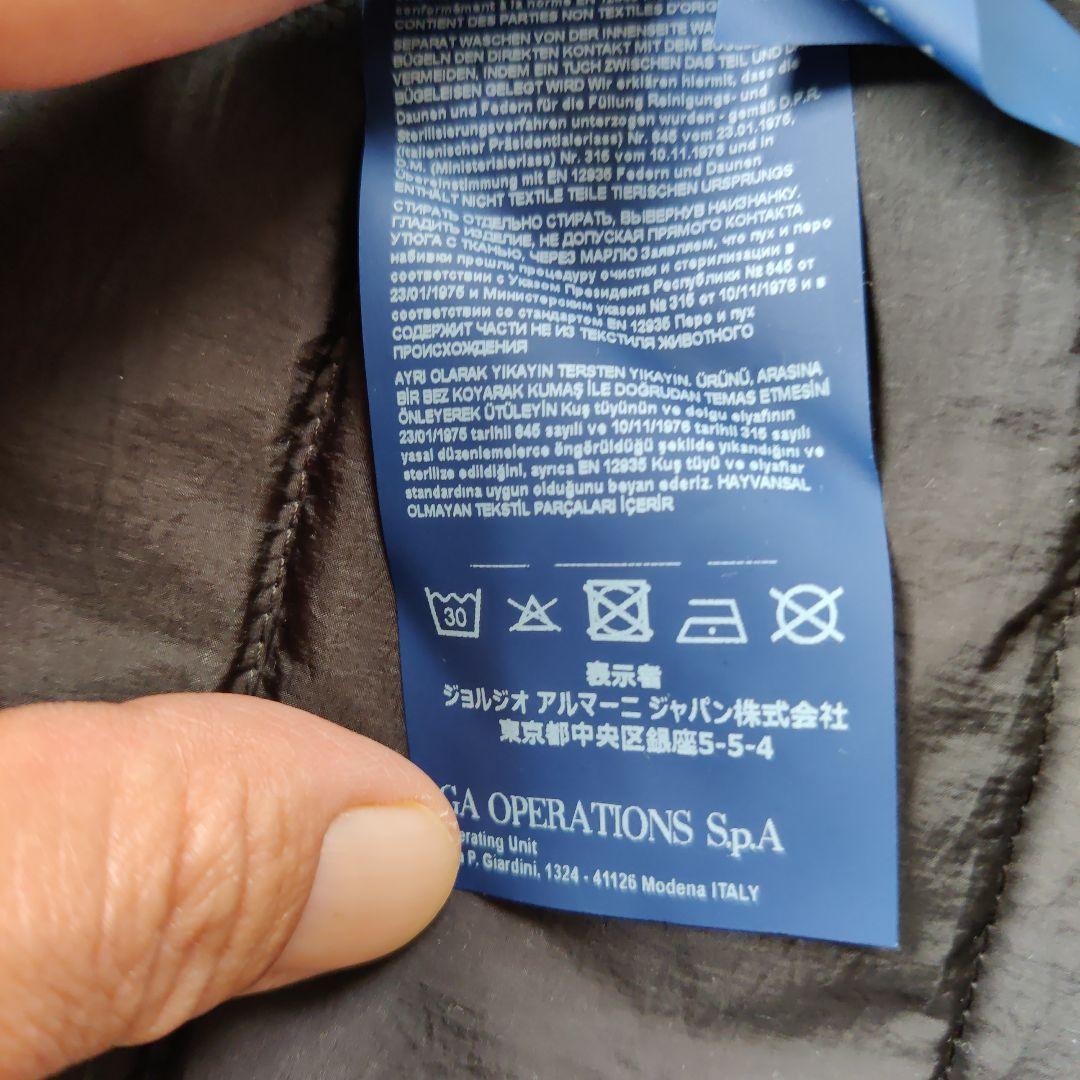 conformément à la norme EN
CONTIENT DES PARTIES NON TEXTILES D'ORIG
SEPARAT WASCHEN VON DER INNENSEITE WA
BÜGELN DEN DIREKTEN KONTAKT MIT DEM
VERMEIDEN, INDEM EIN TUCH ZWISCHEN DAS TEIL UND D
BÜGELEISEN GELEGT WIRD Wir erklären hiermit, dass die
Daunen und Federn für die Füllung Reinigungs- und
Sterilisierungsverfahren unterzogen wurden - gemäß D.P.R.
(Italienischer Präsidentialerlass) Nr. 845 vom 23.01.1975,
D.M. (Ministerialerlass) Nr. 316 vom 10.11.1976 und in
Übereinstimmung mit EN 12935 Federn und Daunen
ENTHÄLT NICHT TEXTILE TEILE TIERISCHEN URSPRUNGS
СТИРАТЬ ОТДЕЛЬНО СТИРАТЬ, ВЫВЕРНУВ НАИЗНАНКУ.
ГЛАДИТЬ ИЗДЕЛИЕ, НЕ ДОПУСКАЯ ПРЯМОГО КОНТАКТА
УТЮГА С ТКАНЬЮ, ЧЕРЕЗ МАРЛЮ Заявляем, что пух и перо
набивки прошли процедуру очистки и стерилизации в
соответствии с Указом Президента Республики № 845 от
23/01/1975 и Министерским указом № 316 от 10/11/1976 и в
соответствии со стандартом EN 12935 Перо и пух
СОДЕРЖИТ ЧАСТИ НЕ ИЗ ТЕКСТИЛЯ ЖИВОТНОГО
ПРОИСХОЖДЕНИЯ
AYRI OLARAK YIKAYIN TERSTEN YIKAYIN. ÜRÜNÜ, ARASINA
BİR BEZ KOYARAK KUMAŞ İLE DOĞRUDAN TEMAS ETMESİNİ
ÖNLEYEREK ÜTÜLEYİN Kuş tüyünün ve dolgu elyafının
23/01/1975 tarihli 845 sayılı ve 10/11/1976 tarihli 316 sayılı
yasal düzenlemelerce öngörüldüğü şekilde yıkandığını ve
sterilize edildiğini, ayrıca EN 12935 Kuş tüyü ve elyaflar
standardına uygun olduğunu beyan ederiz. HAYVANSAL
OLMAYAN TEKSTİL PARÇALARI İÇERİR
30
表示者
ジョルジオ アルマーニ ジャパン株式会社
東京都中央区銀座5-5-4
GA OPERATIONS S.p.A
erating Unit
P. Giardini, 1324 - 41126 Modena ITALY